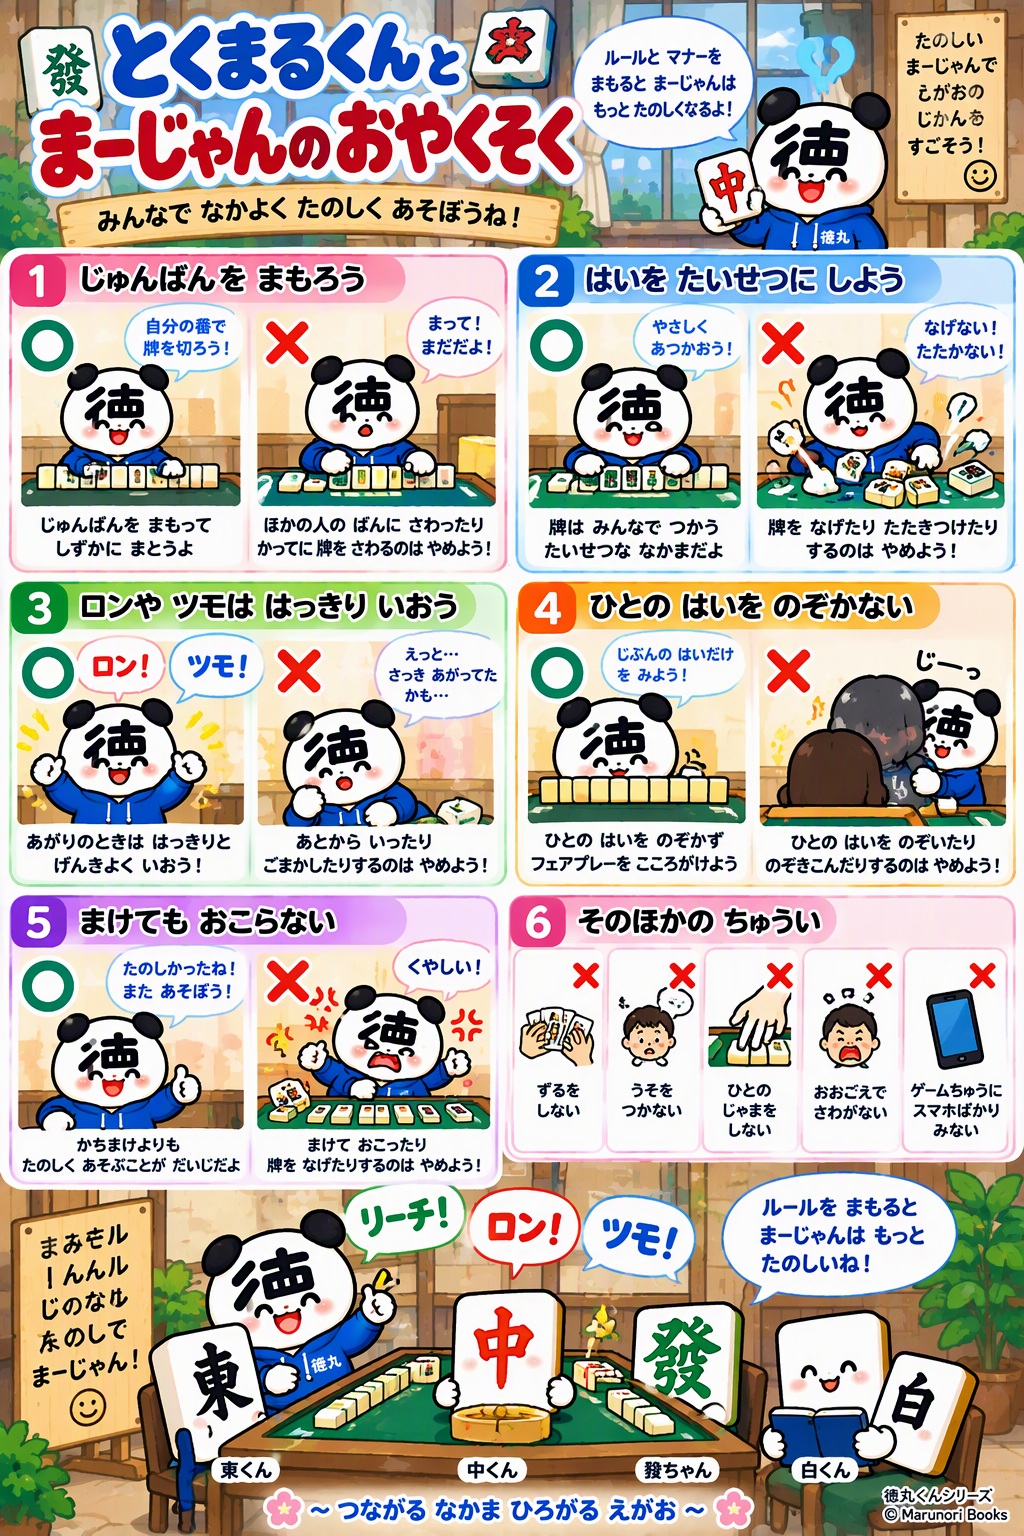 發
とくまるくんと
まーじゃんのおやくそく
みんなで なかよく たのしく あそぼうね!
ルールと マナーを
まもると まーじゃんは
もっと たのしくなるよ!
徳
中
徳丸
たのしい
まーじゃんで
じかんを
すごそう!
1 じゅんばんを まもろう
自分の番で
牌を切ろう!
徳
じゅんばんを まもって
しずかに まとうよ
まって!
まだだよ!
徳
ほかの人の ばんに さわったり
かってに 牌を さわるのは やめよう!
2 はいを たいせつに しよう
やさしく
あつかおう!
徳
牌は みんなで つかう
たいせつな なかまだよ
なげない!
たたかない!
徳
牌を なげたり たたきつけたり
するのは やめよう!
3 ロンや ツモは はっきり いおう
ロン!
ツモ!
徳
あがりのときは はっきりと
げんきよく いおう!
えっと…
さっき あがってた
かも…
徳
あとから いったり
ごまかしたりするのは やめよう!
4 ひとの はいを のぞかない
じぶんの はいだけ
を みよう!
徳
ひとの はいを のぞかず
フェアプレーを こころがけよう
じーっ
徳
ひとの はいを のぞいたり
のぞきこんだりするのは やめよう!
5 まけても おこらない
たのしかったね!
また あそぼう!
徳
かちまけよりも
たのしく あそぶことが だいじだよ
くやしい!
徳
まけて おこったり
牌を なげたりするのは やめよう!
6 そのほかの ちゅうい
ずるを
しない
うそを
つかない
ひとの
じゃまを
しない
おおごえで
さわがない
ゲームちゅうに
スマホばかり
みない
リーチ!
ロン!
ツモ!
ルールを まもると
まーじゃんは もっと
たのしいね!
まーじゃん!
徳
徳丸
東
中
發
白
東くん
中くん
發ちゃん
白くん
～ つながる なかま ひろがる えがお ～
徳丸くんシリーズ
© Marunori Books